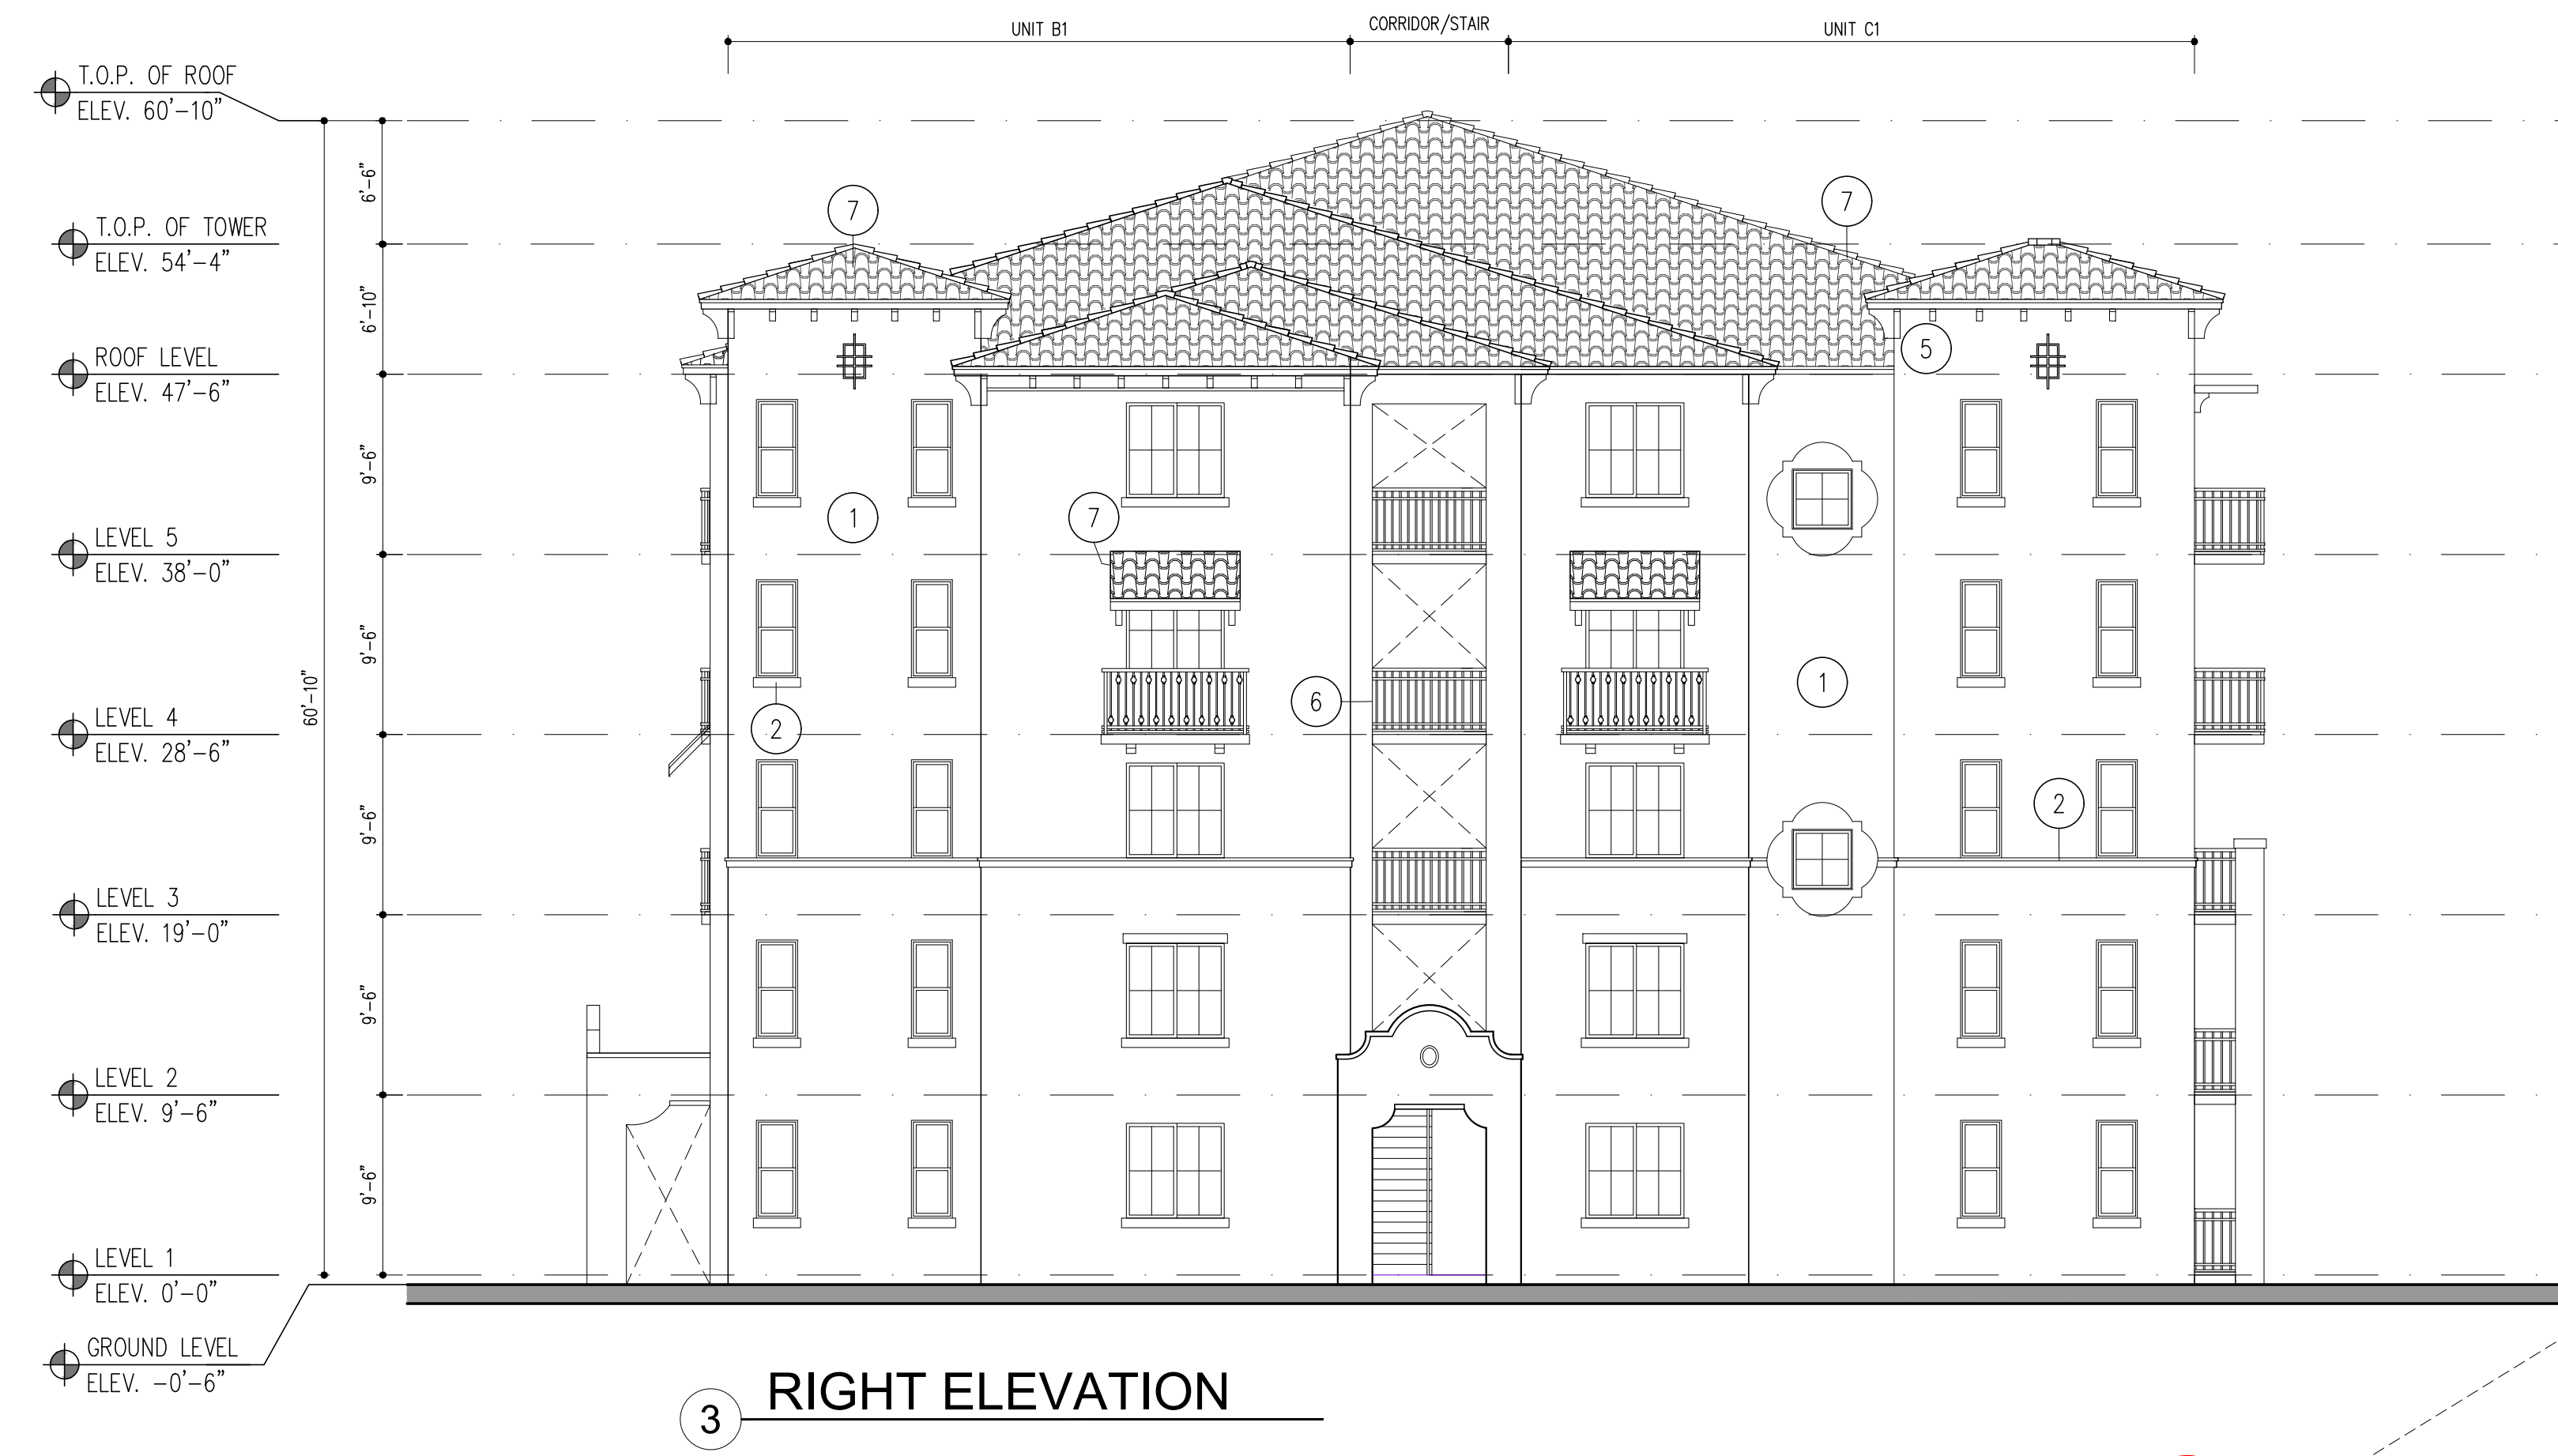 UNIT B1
CORRIDOR/STAIR
UNIT C1
T.O.P. OF ROOF
ELEV. 60'-10"
6'-6"
7
7
T.O.P. OF TOWER
ELEV. 54'-4"
6'-10"
ROOF LEVEL
ELEV. 47'-6"
5
9'-6"
1
7
LEVEL 5
ELEV. 38'-0"
9'-6"
60'-10"
6
1
LEVEL 4
ELEV. 28'-6"
2
9'-6"
2
LEVEL 3
ELEV. 19'-0"
9'-6"
LEVEL 2
ELEV. 9'-6"
9'-6"
LEVEL 1
ELEV. 0'-0"
GROUND LEVEL
ELEV. -0'-6"
3
RIGHT ELEVATION